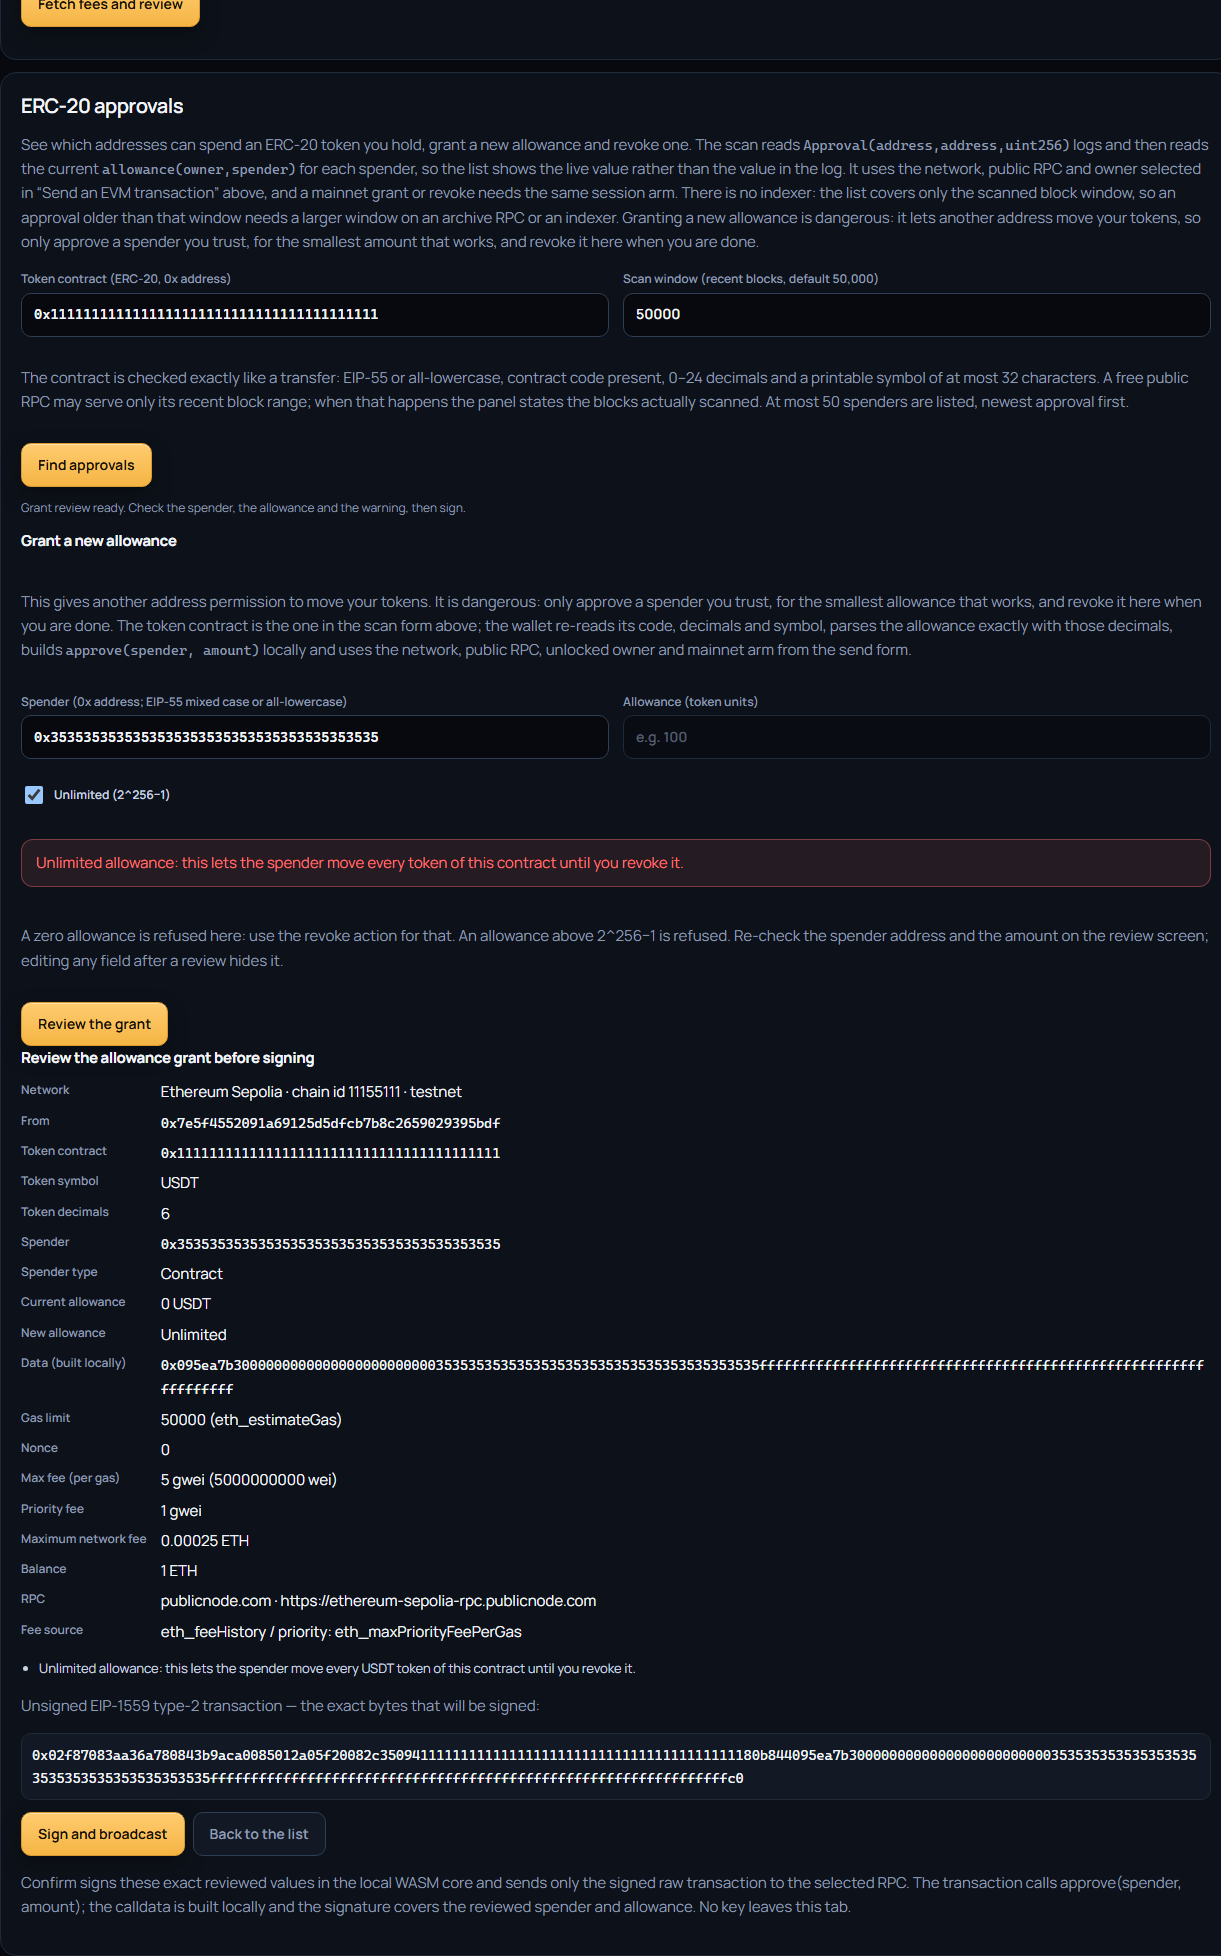 Fetch fees and review
ERC-20 approvals
See which addresses can spend an ERC-20 token you hold, grant a new allowance and revoke one. The scan reads Approval(address,address,uint256) logs and then reads
the current allowance(owner,spender) for each spender, so the list shows the live value rather than the value in the log. It uses the network, public RPC and owner selected
in “Send an EVM transaction” above, and a mainnet grant or revoke needs the same session arm. There is no indexer: the list covers only the scanned block window, so an
approval older than that window needs a larger window on an archive RPC or an indexer. Granting a new allowance is dangerous: it lets another address move your tokens, so
only approve a spender you trust, for the smallest amount that works, and revoke it here when you are done.
Token contract (ERC-20, 0x address)
Scan window (recent blocks, default 50,000)
0x1111111111111111111111111111111111111111
50000
The contract is checked exactly like a transfer: EIP-55 or all-lowercase, contract code present, 0–24 decimals and a printable symbol of at most 32 characters. A free public
RPC may serve only its recent block range; when that happens the panel states the blocks actually scanned. At most 50 spenders are listed, newest approval first.
Find approvals
Grant review ready. Check the spender, the allowance and the warning, then sign.
Grant a new allowance
This gives another address permission to move your tokens. It is dangerous: only approve a spender you trust, for the smallest allowance that works, and revoke it here when
you are done. The token contract is the one in the scan form above; the wallet re-reads its code, decimals and symbol, parses the allowance exactly with those decimals,
builds approve(spender, amount) locally and uses the network, public RPC, unlocked owner and mainnet arm from the send form.
Spender (0x address; EIP-55 mixed case or all-lowercase)
Allowance (token units)
0x3535353535353535353535353535353535353535
e.g. 100
Unlimited (2^256−1)
Unlimited allowance: this lets the spender move every token of this contract until you revoke it.
A zero allowance is refused here: use the revoke action for that. An allowance above 2^256−1 is refused. Re-check the spender address and the amount on the review screen;
editing any field after a review hides it.
Review the grant
Review the allowance grant before signing
Network Ethereum Sepolia · chain id 11155111 · testnet
From 0x7e5f4552091a69125d5dfcb7b8c2659029395bdf
Token contract 0x1111111111111111111111111111111111111111
Token symbol USDT
Token decimals 6
Spender 0x3535353535353535353535353535353535353535
Spender type Contract
Current allowance 0 USDT
New allowance Unlimited
Data (built locally) 0x095ea7b30000000000000000000000003535353535353535353535353535353535353535fffffffffffffffffffffffffffffffffffffffffffffffffffffff
fffffffff
Gas limit 50000 (eth_estimateGas)
Nonce 0
Max fee (per gas) 5 gwei (5000000000 wei)
Priority fee 1 gwei
Maximum network fee 0.00025 ETH
Balance 1 ETH
RPC publicnode.com · https://ethereum-sepolia-rpc.publicnode.com
Fee source eth_feeHistory / priority: eth_maxPriorityFeePerGas
• Unlimited allowance: this lets the spender move every USDT token of this contract until you revoke it.
Unsigned EIP-1559 type-2 transaction — the exact bytes that will be signed:
0x02f87083aa36a780843b9aca0085012a05f20082c35094111111111111111111111111111111111111111180b844095ea7b3000000000000000000000000353535353535353535
3535353535353535353535ffffffffffffffffffffffffffffffffffffffffffffffffffffffffffffffffc0
Sign and broadcast
Back to the list
Confirm signs these exact reviewed values in the local WASM core and sends only the signed raw transaction to the selected RPC. The transaction calls approve(spender,
amount); the calldata is built locally and the signature covers the reviewed spender and allowance. No key leaves this tab.